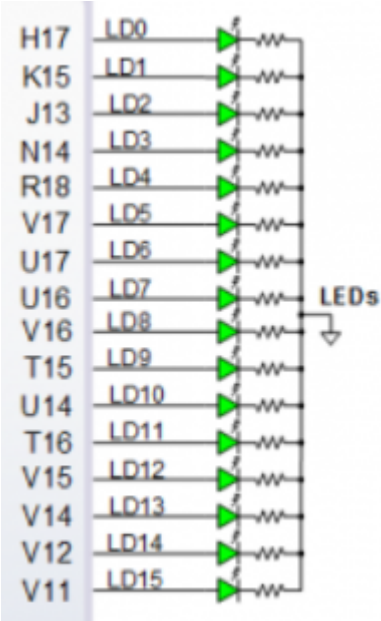 H17 LD0
K15 LD1
J13 LD2
N14 LD3
R18 LD4
V17 LD5
U17 LD6
U16 LD7
LEDs
V16 LD8
T15 LD9
U14 LD10
T16 LD11
V15 LD12
V14 LD13
V12 LD14
V11 LD15